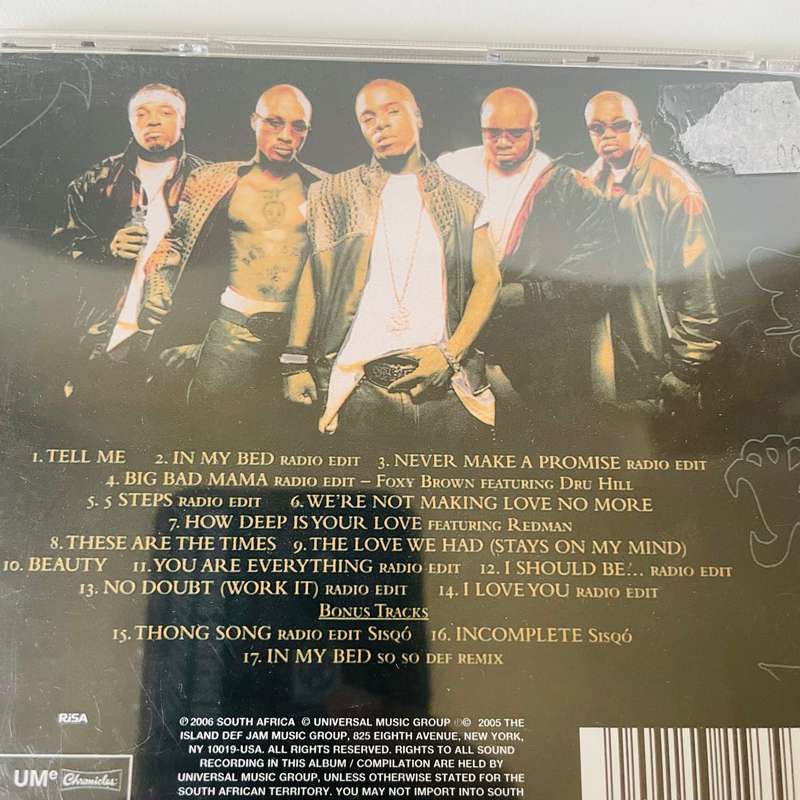 1. TELL ME 2. IN MY BED RADIO EDIT 3. NEVER MAKE A PROMISE RADIO EDIT
4. BIG BAD MAMA RADIO EDIT – FOXY BROWN FEATURING DRU HILL
5. 5 STEPS RADIO EDIT 6. WE'RE NOT MAKING LOVE NO MORE
7. HOW DEEP IS YOUR LOVE FEATURING REDMAN
8. THESE ARE THE TIMES 9. THE LOVE WE HAD (STAYS ON MY MIND)
10. BEAUTY 11. YOU ARE EVERYTHING RADIO EDIT 12. I SHOULD BE... RADIO EDIT
13. NO DOUBT (WORK IT) RADIO EDIT 14. I LOVE YOU RADIO EDIT
BONUS TRACKS
15. THONG SONG RADIO EDIT SISQÓ 16. INCOMPLETE SISQÓ
17. IN MY BED SO SO DEF REMIX
RiSA
℗ 2006 SOUTH AFRICA © UNIVERSAL MUSIC GROUP ℗© 2005 THE
ISLAND DEF JAM MUSIC GROUP, 825 EIGHTH AVENUE, NEW YORK,
NY 10019-USA. ALL RIGHTS RESERVED. RIGHTS TO ALL SOUND
RECORDING IN THIS ALBUM / COMPILATION ARE HELD BY
UNIVERSAL MUSIC GROUP, UNLESS OTHERWISE STATED FOR THE
SOUTH AFRICAN TERRITORY. YOU MAY NOT IMPORT INTO SOUTH
UMe Chronicles